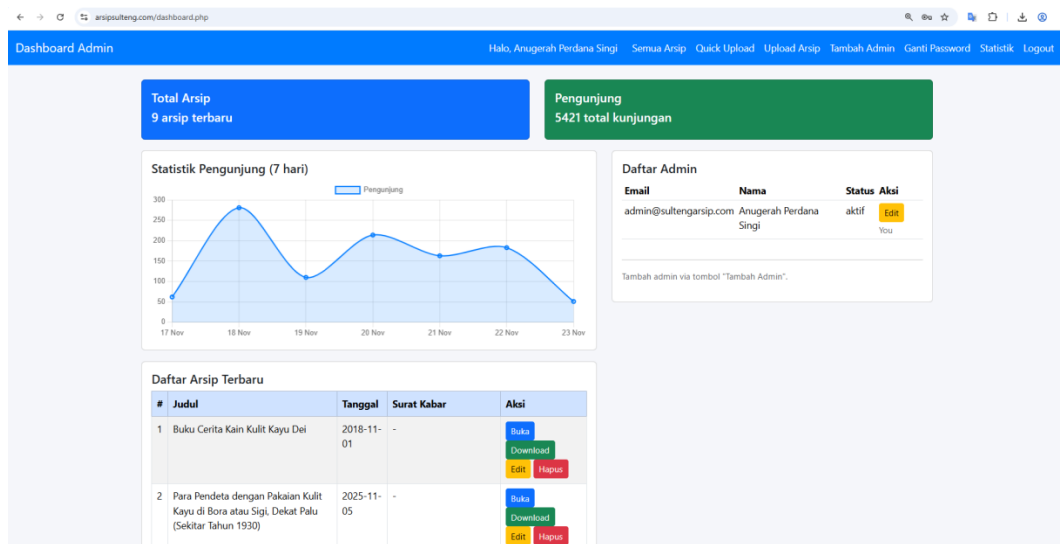 arsipsulteng.com/dashboard.php
Dashboard Admin
Halo, Anugerah Perdana Singi Semua Arsip Quick Upload Upload Arsip Tambah Admin Ganti Password Statistik Logout
Total Arsip
9 arsip terbaru
Pengunjung
5421 total kunjungan
Statistik Pengunjung (7 hari)
Pengunjung
300
250
200
150
100
50
0
17 Nov 18 Nov 19 Nov 20 Nov 21 Nov 22 Nov 23 Nov
Daftar Admin
Email Nama Status Aksi
admin@sultengarsip.com Anugerah Perdana aktif Edit
Singi You
Tambah admin via tombol "Tambah Admin".
Daftar Arsip Terbaru
# Judul Tanggal Surat Kabar Aksi
1 Buku Cerita Kain Kulit Kayu Dei 2018-11- - Buka
01 Download
Edit Hapus
2 Para Pendeta dengan Pakaian Kulit 2025-11- - Buka
Kayu di Bora atau Sigi, Dekat Palu 05 Download
(Sekitar Tahun 1930) Edit Hapus